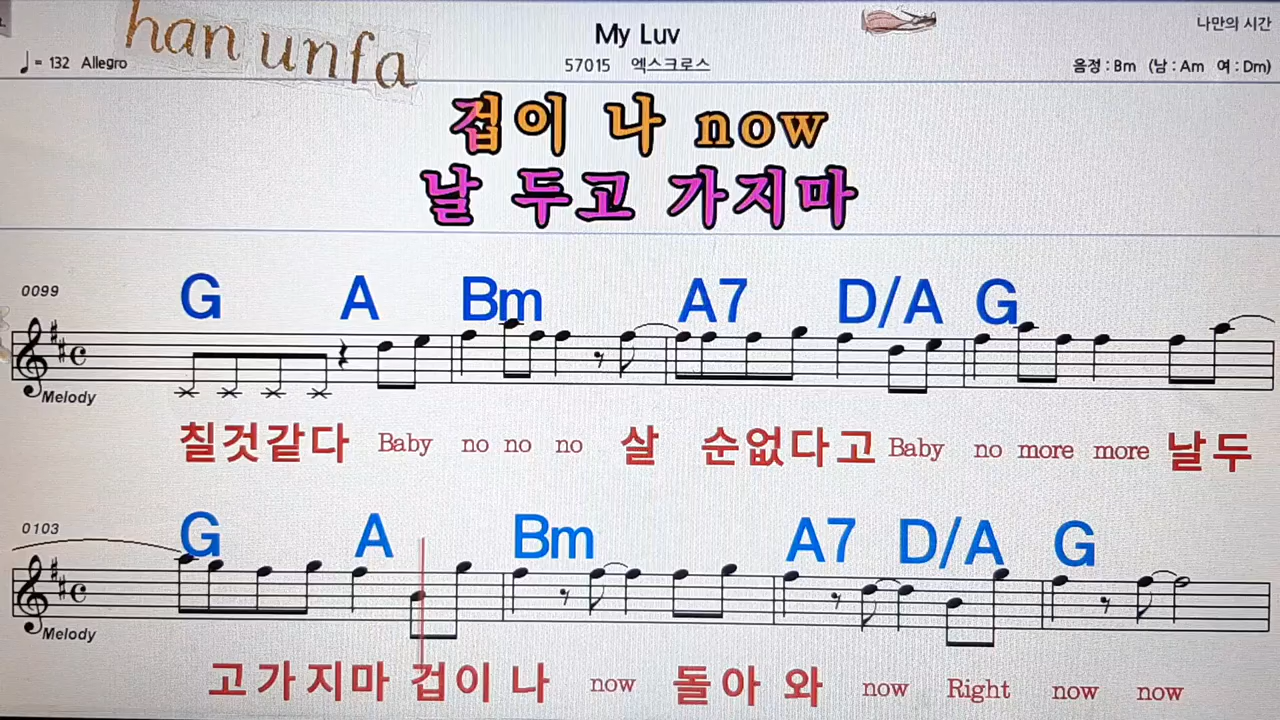 han unfa
My Luv
나만의 시간
♩= 132 Allegro
57015 엑스크로스
음정 : Bm (남 : Am 여 : Dm)
겁이 나 now
날 두고 가지마
0099
G A Bm A7 D/A G
Melody
칠것같다 Baby no no no 살 순없다고 Baby no more more 날두
0103
G A Bm A7 D/A G
Melody
고가지마 겁이 나 now 돌아 와 now Right now now